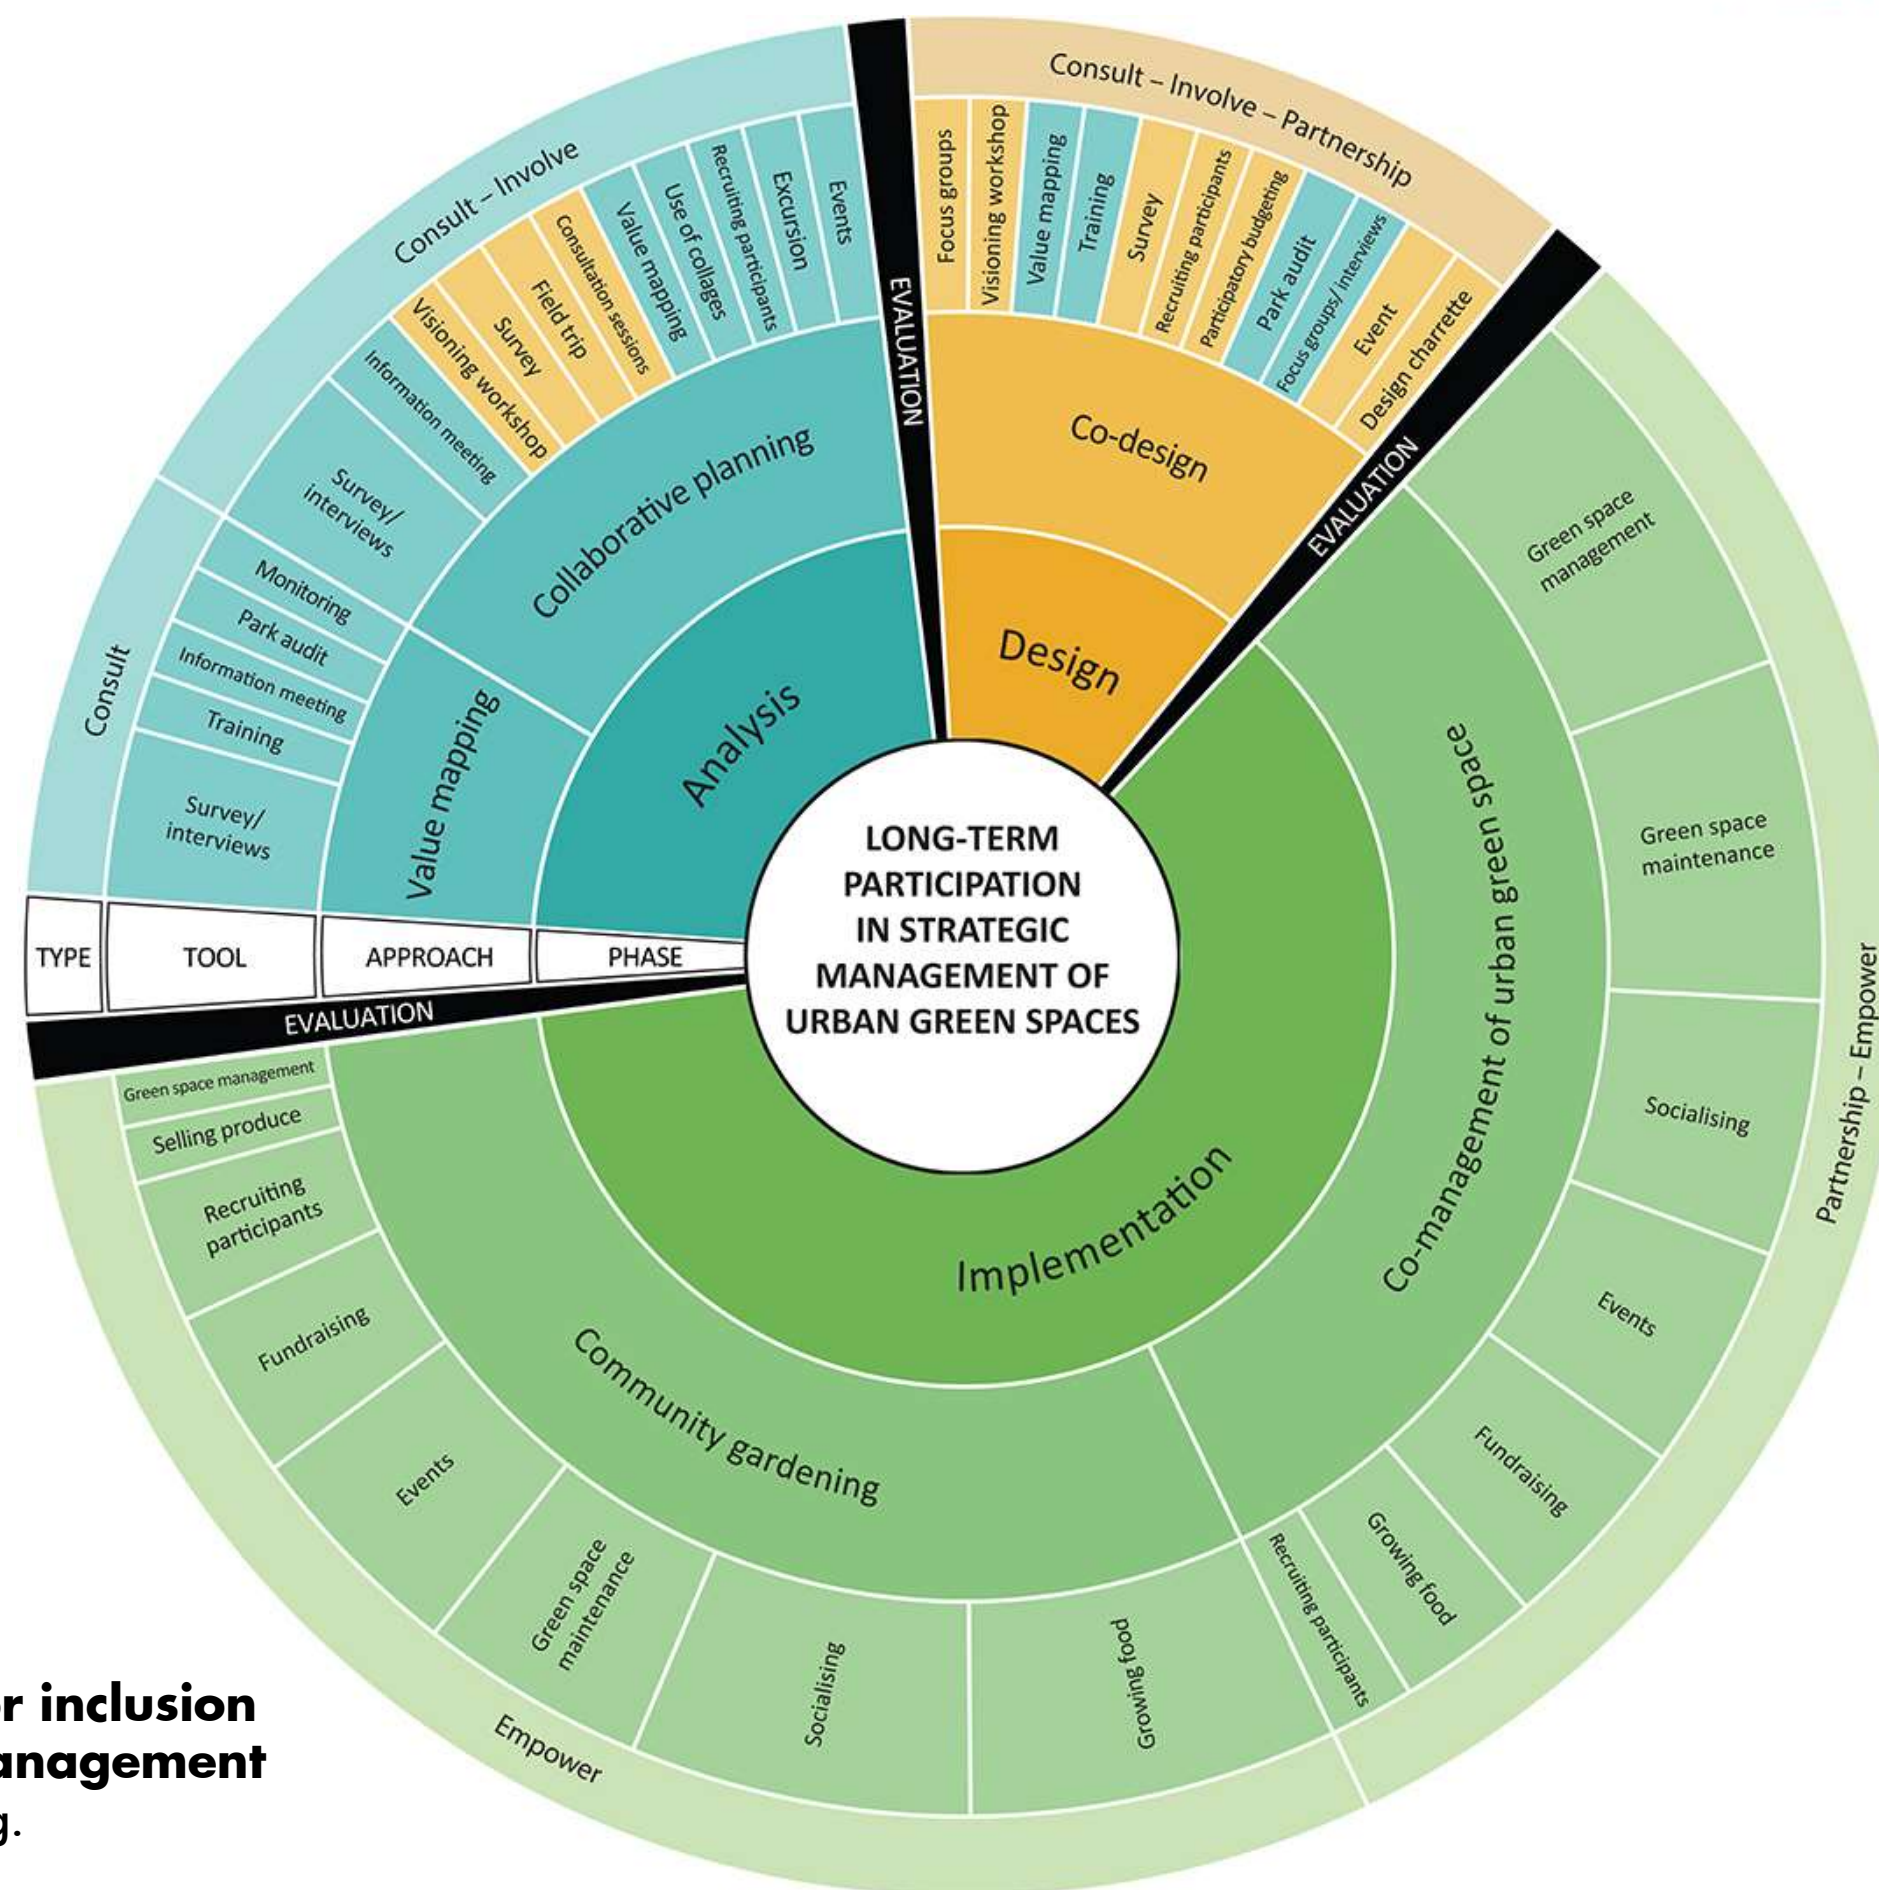 LONG-TERM
PARTICIPATION
IN STRATEGIC
MANAGEMENT OF
URBAN GREEN SPACES
TYPE
TOOL
APPROACH
PHASE
Analysis
Value mapping
Survey/
interviews
Training
Information meeting
Park audit
Monitoring
Consult
Collaborative planning
Survey/
interviews
Information meeting
Visioning workshop
Survey
Field trip
Consultation sessions
Value mapping
Use of collages
Recruiting participants
Excursion
Events
Consult – Involve
EVALUATION
Design
Co-design
Focus groups
Visioning workshop
Value mapping
Training
Survey
Recruiting participants
Participatory budgeting
Park audit
Focus groups/ interviews
Event
Design charrette
Consult – Involve – Partnership
EVALUATION
Implementation
Co-management of urban green space
Green space
management
Green space
maintenance
Socialising
Events
Fundraising
Growing food
Recruiting participants
Partnership – Empower
Community gardening
Growing food
Socialising
Green space
maintenance
Events
Fundraising
Recruiting
participants
Selling produce
Green space management
Empower
EVALUATION
inclusion